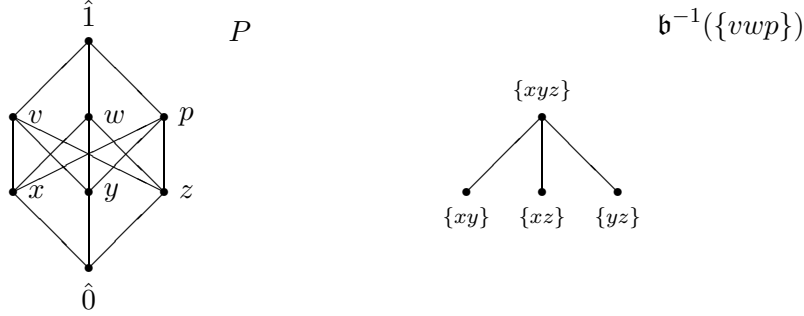 1̂
P
𝔟⁻¹({vwp})
v w p
{xyz}
x y z
{xy} {xz} {yz}
0̂